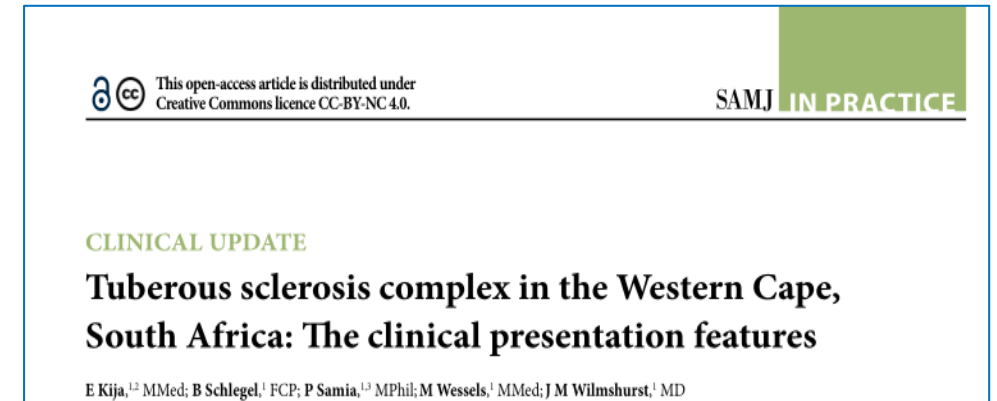 This open-access article is distributed under
Creative Commons licence CC-BY-NC 4.0.
SAMJ IN PRACTICE
CLINICAL UPDATE
Tuberous sclerosis complex in the Western Cape,
South Africa: The clinical presentation features
E Kija,¹,² MMed; B Schlegel,¹ FCP; P Samia,¹,³ MPhil; M Wessels,¹ MMed; J M Wilmshurst,¹ MD